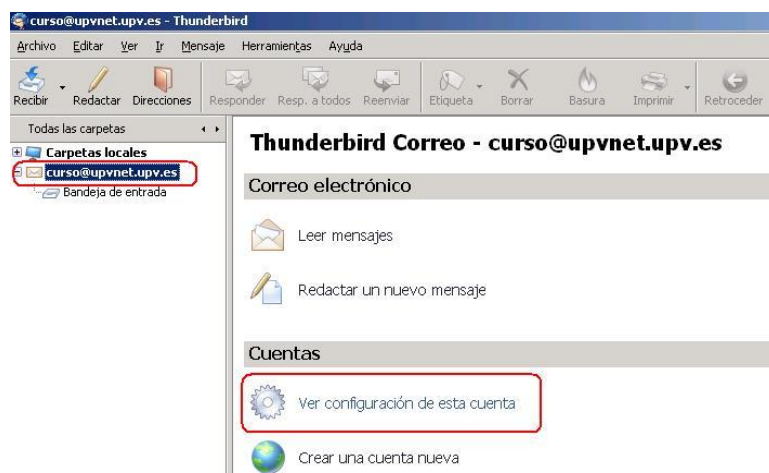 curso@upvnet.upv.es - Thunderbird
Archivo Editar Ver Ir Mensaje Herramientas Ayuda
Recibir Redactar Direcciones Responder Resp. a todos Reenviar Etiqueta Borrar Basura Imprimir Retroceder
Todas las carpetas
Carpetas locales
curso@upvnet.upv.es
Bandeja de entrada
Thunderbird Correo - curso@upvnet.upv.es
Correo electrónico
Leer mensajes
Redactar un nuevo mensaje
Cuentas
Ver configuración de esta cuenta
Crear una cuenta nueva